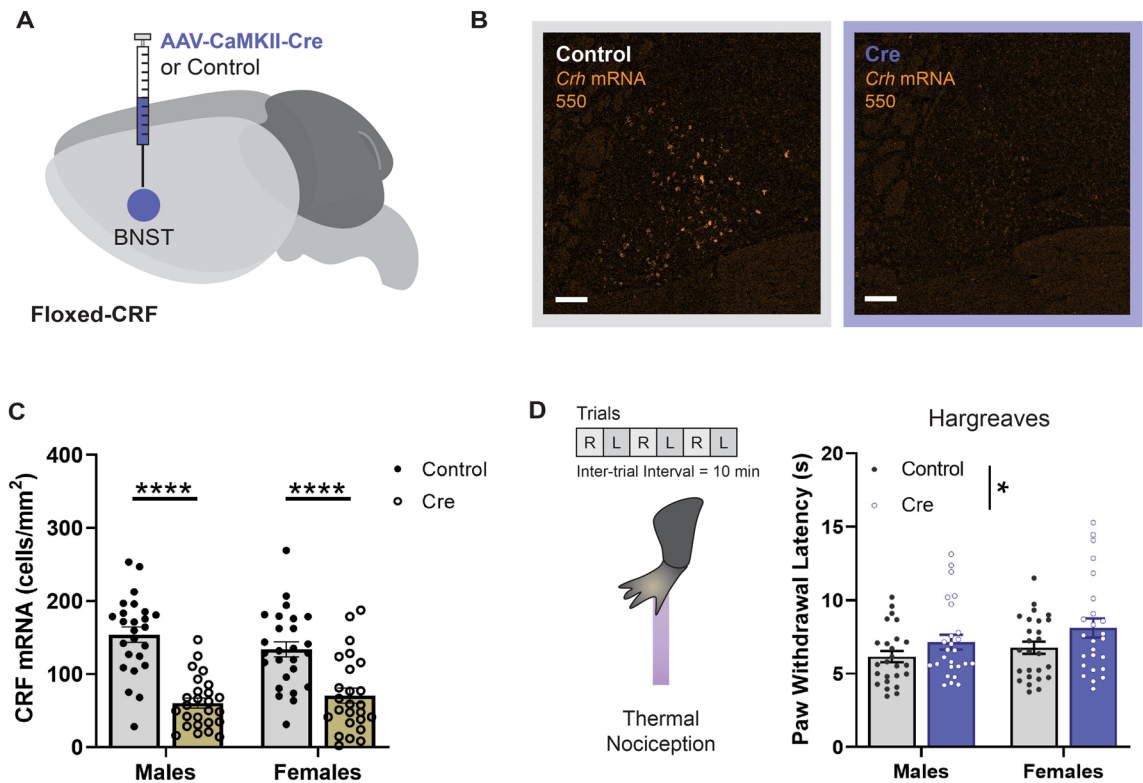 A
AAV-CaMKII-Cre
or Control
BNST
Floxed-CRF
B
Control
Crh mRNA
550
Cre
Crh mRNA
550
C
CRF mRNA (cells/mm²)
400
300
200
100
0
****
****
Control
Cre
Males
Females
D
Trials
R L R L R L
Inter-trial Interval = 10 min
Thermal
Nociception
Hargreaves
Paw Withdrawal Latency (s)
20
15
10
5
0
Control
Cre
*
Males
Females